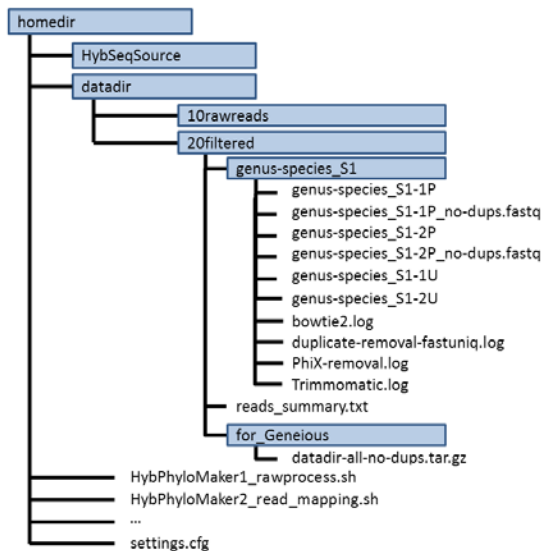 homedir
HybSeqSource
datadir
10rawreads
20filtered
genus-species_S1
genus-species_S1-1P
genus-species_S1-1P_no-dups.fastq
genus-species_S1-2P
genus-species_S1-2P_no-dups.fastq
genus-species_S1-1U
genus-species_S1-2U
bowtie2.log
duplicate-removal-fastuniq.log
PhiX-removal.log
Trimmomatic.log
reads_summary.txt
for_Geneious
datadir-all-no-dups.tar.gz
HybPhyloMaker1_rawprocess.sh
HybPhyloMaker2_read_mapping.sh
...
settings.cfg